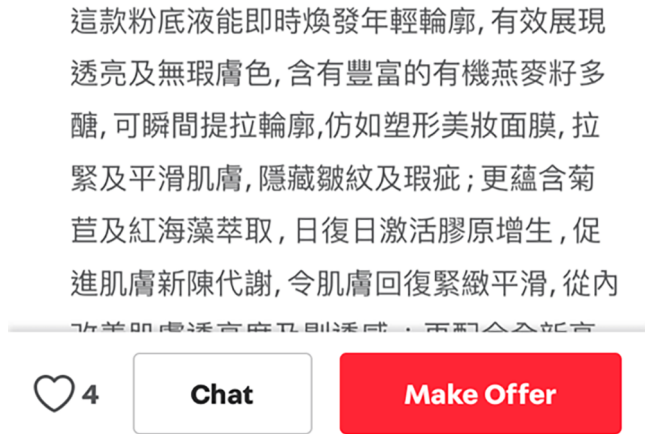 這款粉底液能即時煥發年輕輪廓, 有效展現
透亮及無瑕膚色, 含有豐富的有機燕麥籽多
醣, 可瞬間提拉輪廓,仿如塑形美妝面膜, 拉
緊及平滑肌膚, 隱藏皺紋及瑕疵 ; 更蘊含菊
苣及紅海藻萃取 , 日復日激活膠原增生 , 促
進肌膚新陳代謝, 令肌膚回復緊緻平滑, 從內
4
Chat
Make Offer